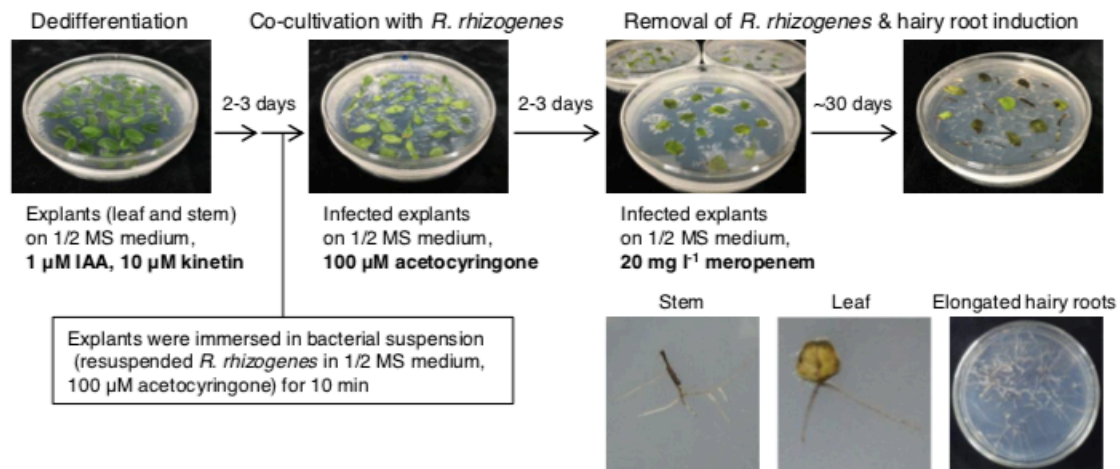 Dedifferentiation
Co-cultivation with R. rhizogenes
Removal of R. rhizogenes & hairy root induction
2-3 days
2-3 days
~30 days
Explants (leaf and stem)
on 1/2 MS medium,
1 µM IAA, 10 µM kinetin
Infected explants
on 1/2 MS medium,
100 µM acetocyringone
Infected explants
on 1/2 MS medium,
20 mg l⁻¹ meropenem
Explants were immersed in bacterial suspension
(resuspended R. rhizogenes in 1/2 MS medium,
100 µM acetocyringone) for 10 min
Stem
Leaf
Elongated hairy roots